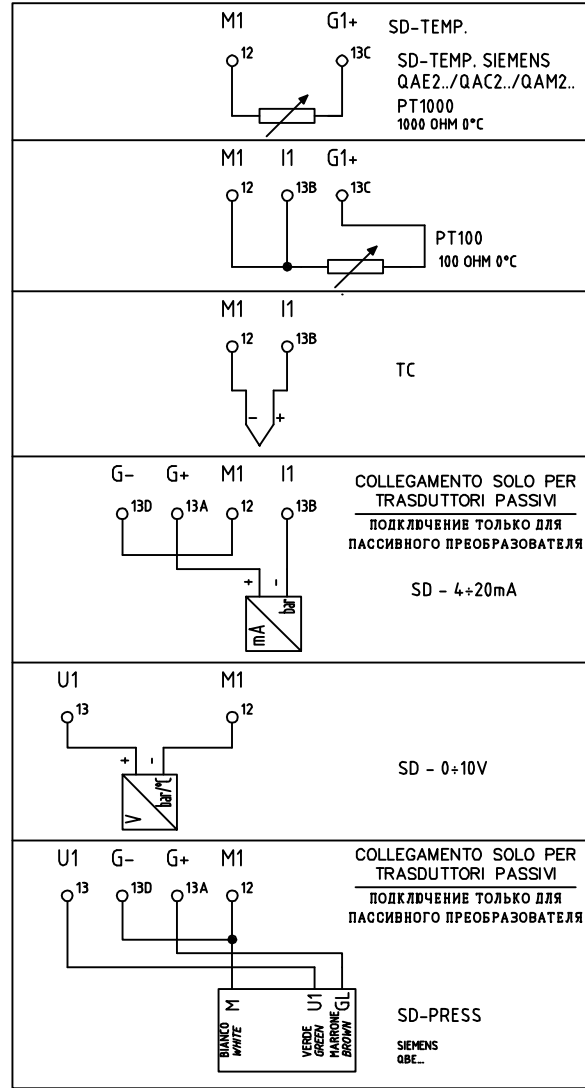 M1 G1+ SD-TEMP.
12 13C SD-TEMP. SIEMENS
QAE2../QAC2../QAM2..
PT1000
1000 OHM 0°C
M1 I1 G1+
12 13B 13C
PT100
100 OHM 0°C
M1 I1
12 13B
TC
- +
G- G+ M1 I1
13D 13A 12 13B
COLLEGAMENTO SOLO PER
TRASDUTTORI PASSIVI
ПОДКЛЮЧЕНИЕ ТОЛЬКО ДЛЯ
ПАССИВНОГО ПРЕОБРАЗОВАТЕЛЯ
+ -
mA bar
SD - 4÷20mA
U1 M1
13 12
+ -
V bar/°C
SD - 0÷10V
U1 G- G+ M1
13 13D 13A 12
COLLEGAMENTO SOLO PER
TRASDUTTORI PASSIVI
ПОДКЛЮЧЕНИЕ ТОЛЬКО ДЛЯ
ПАССИВНОГО ПРЕОБРАЗОВАТЕЛЯ
M U1 GL
BIANCO
WHITE
VERDE
GREEN
MARRONE
BROWN
SD-PRESS
SIEMENS
QBE...